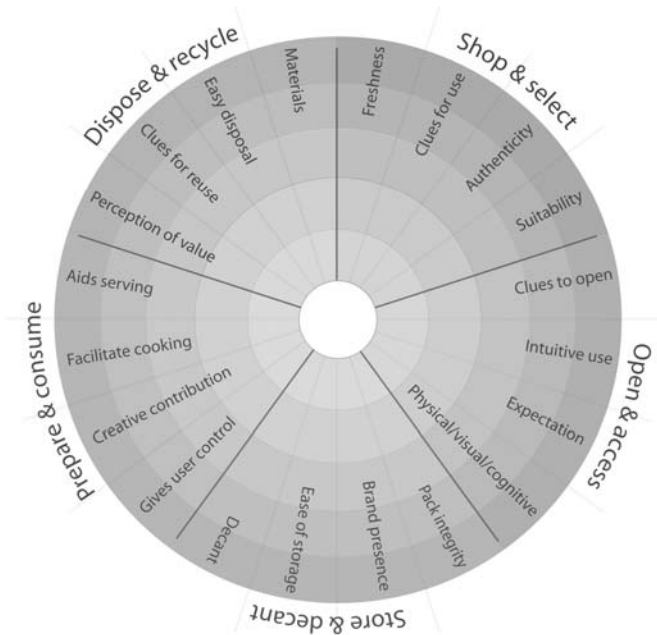 Shop & select
Freshness
Clues for use
Authenticity
Suitability
Open & access
Clues to open
Intuitive use
Expectation
Physical/visual/cognitive
Store & decant
Pack integrity
Brand presence
Ease of storage
Decant
Prepare & consume
Gives user control
Creative contribution
Facilitate cooking
Aids serving
Dispose & recycle
Perception of value
Clues for reuse
Easy disposal
Materials